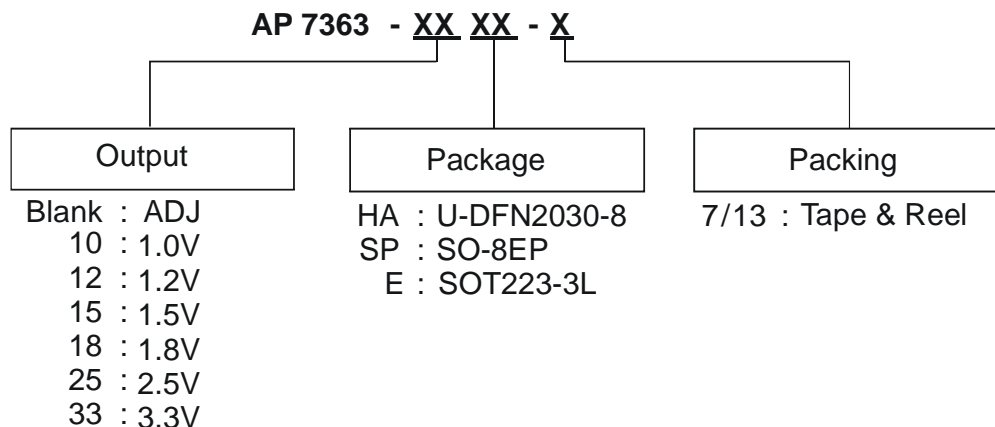 AP 7363 - XX XX - X
Output
Package
Packing
Blank : ADJ
10 : 1.0V
12 : 1.2V
15 : 1.5V
18 : 1.8V
25 : 2.5V
33 : 3.3V
HA : U-DFN2030-8
SP : SO-8EP
E : SOT223-3L
7/13 : Tape & Reel